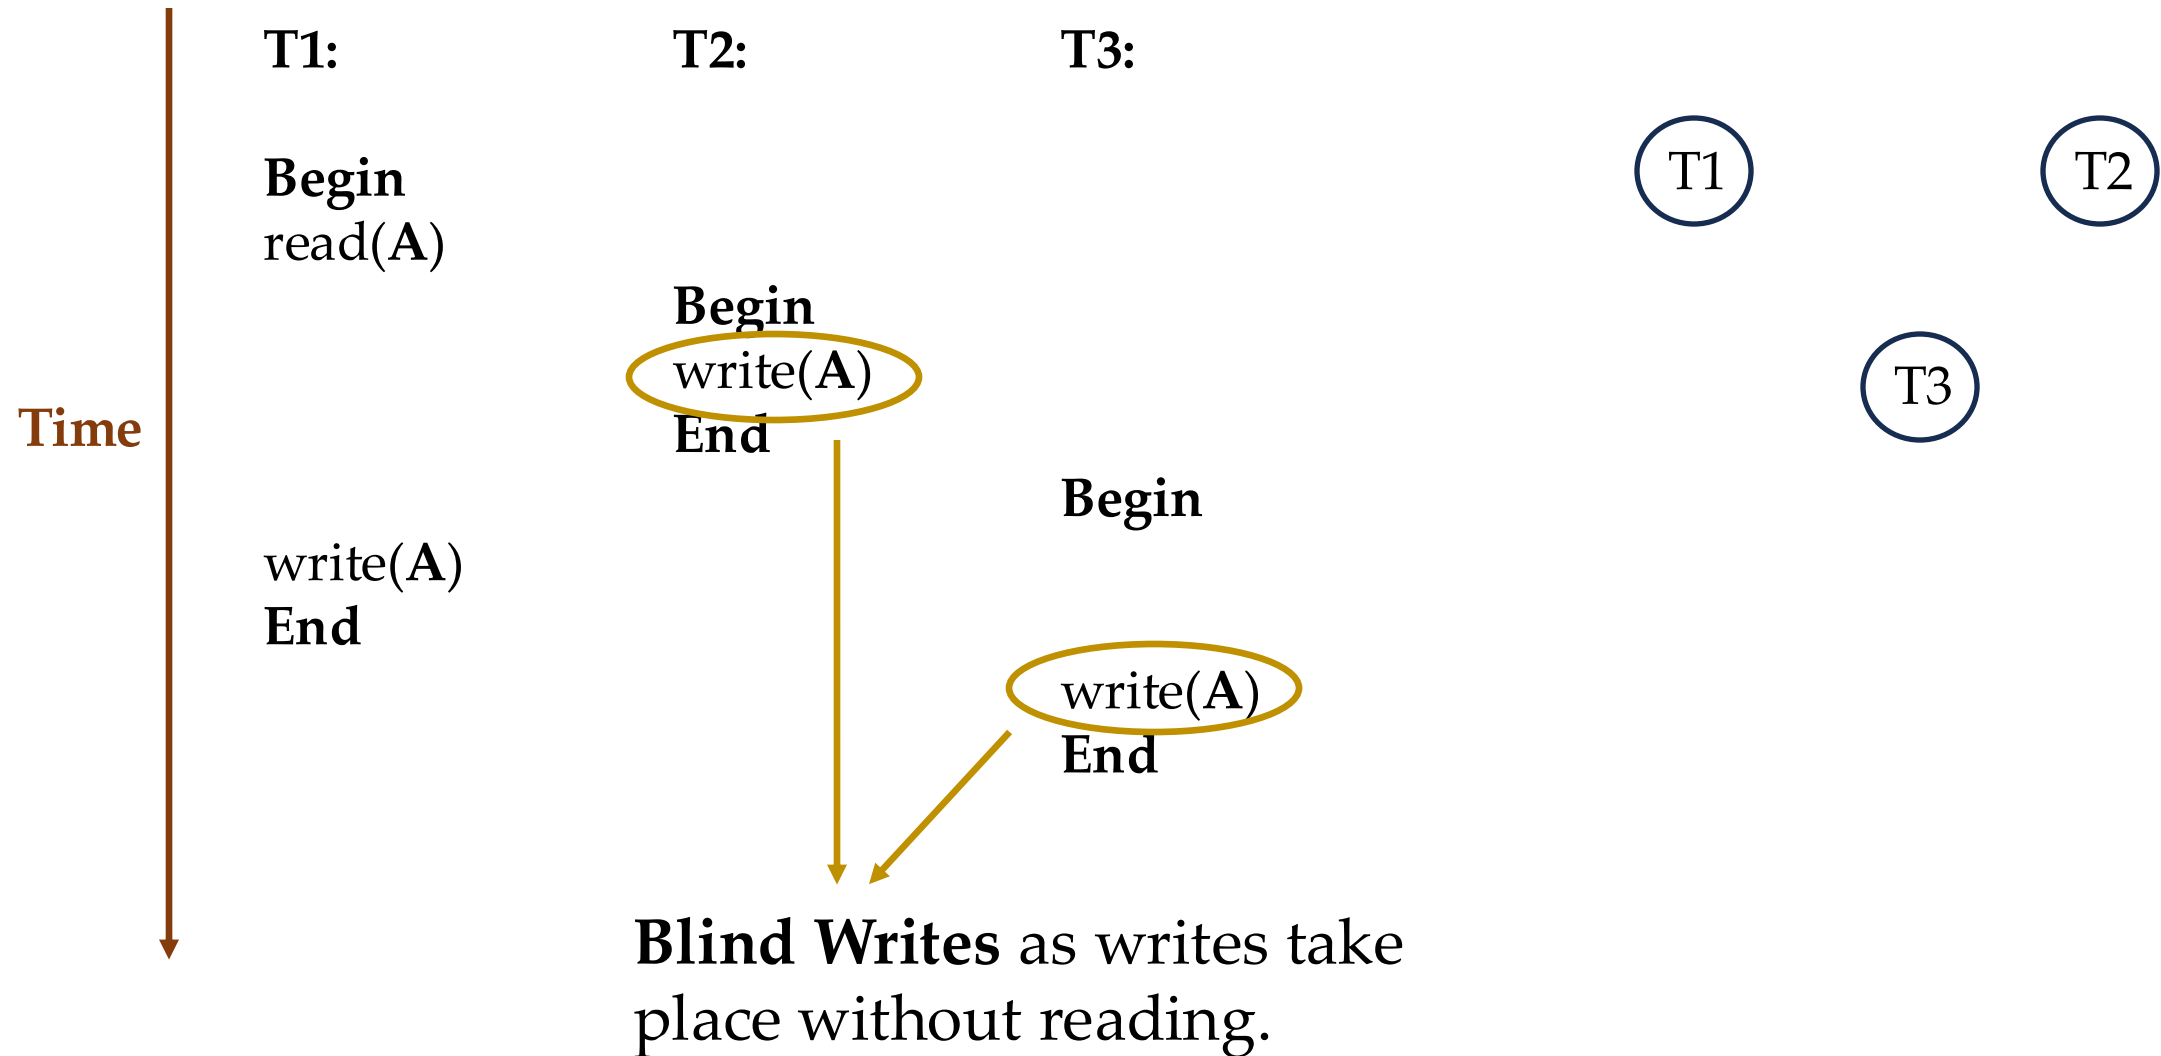 T1: T2: T3:
T1 T2
Begin
read(A)
Begin
write(A)
T3
Time
End
Begin
write(A)
End
write(A)
End
Blind Writes as writes take
place without reading.